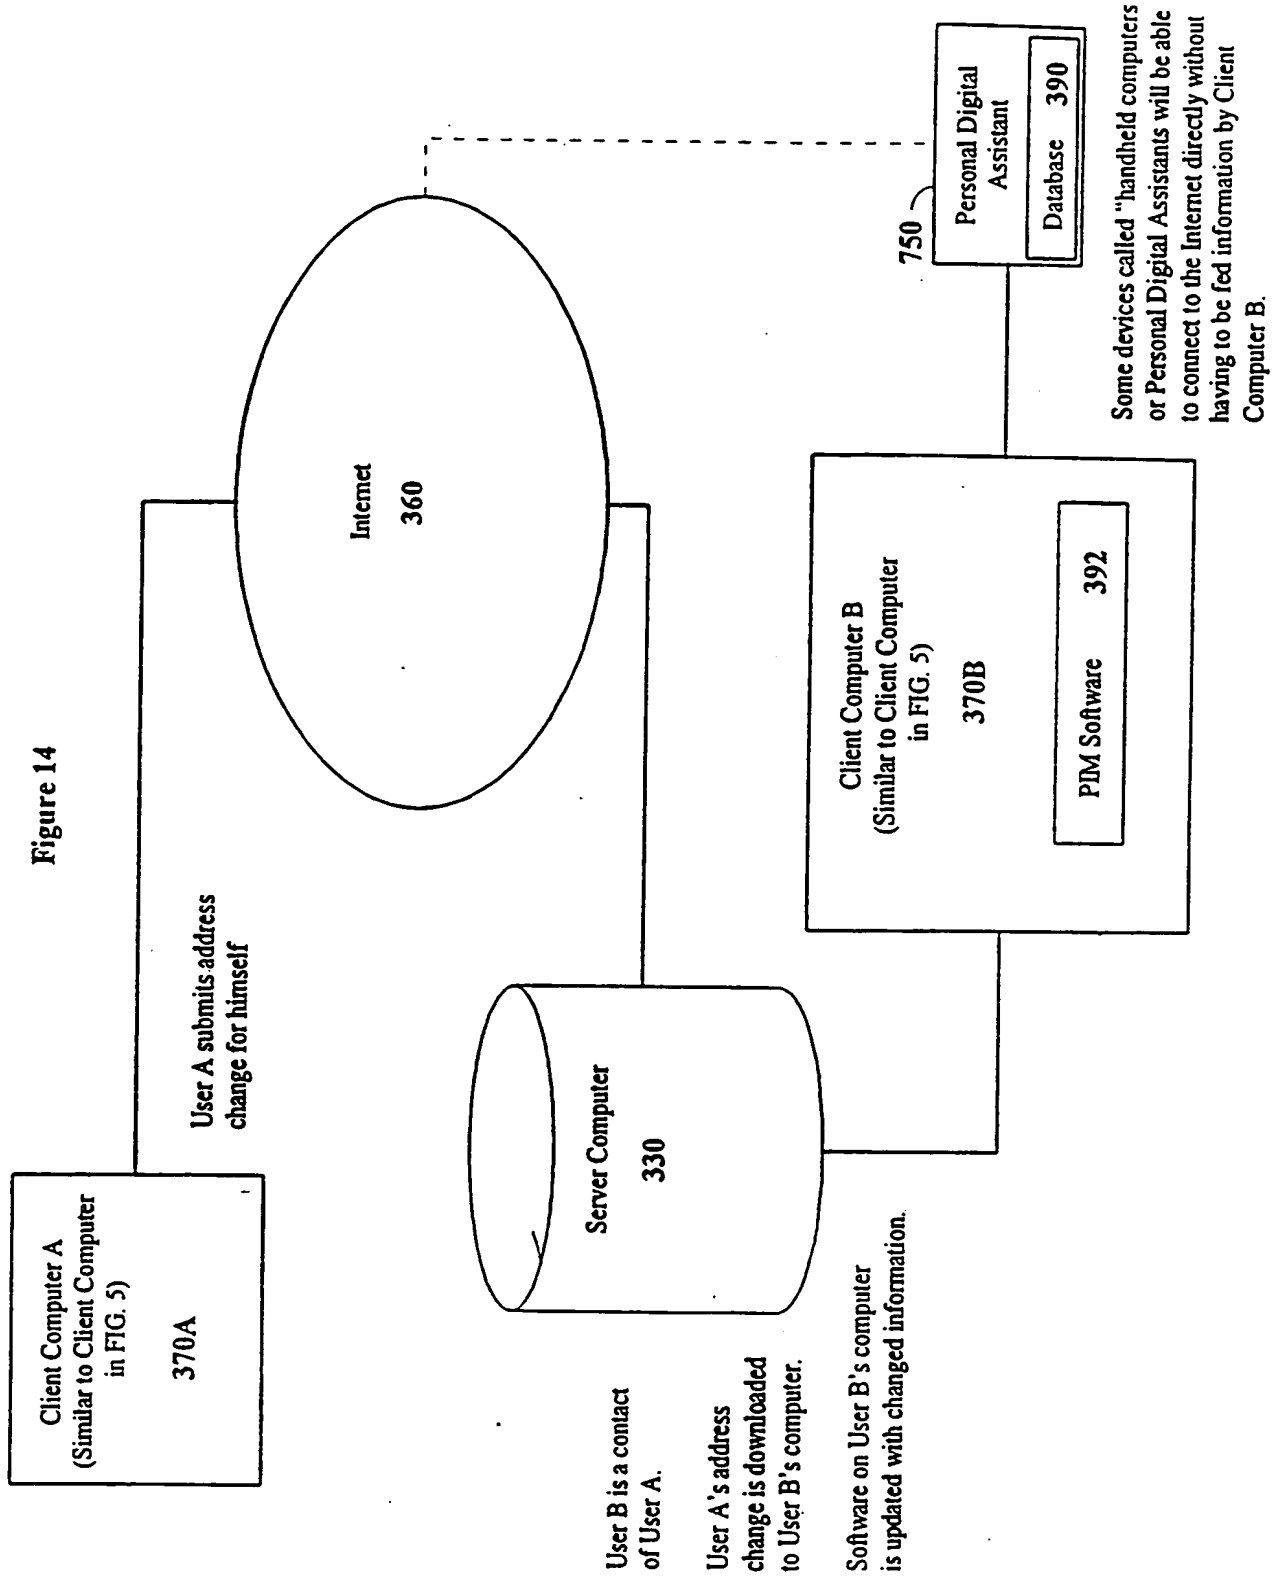 Figure 14
Client Computer A
(Similar to Client Computer
in FIG. 5)
370A
User A submits address
change for himself
Internet
360
Server Computer
330
User B is a contact
of User A.
User A's address
change is downloaded
to User B's computer.
Software on User B's computer
is updated with changed information.
Client Computer B
(Similar to Client Computer
in FIG. 5)
370B
PIM Software 392
750
Personal Digital
Assistant
Database 390
Some devices called "handheld computers
or Personal Digital Assistants will be able
to connect to the Internet directly without
having to be fed information by Client
Computer B.